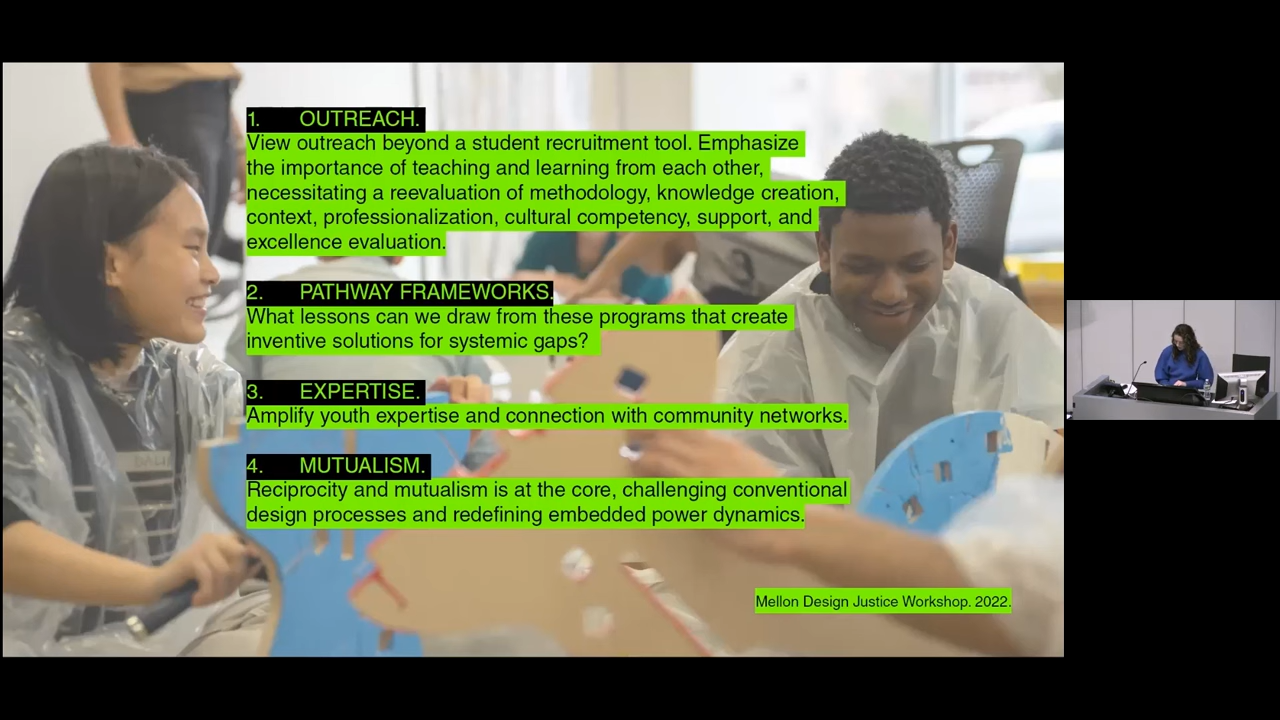 1. OUTREACH.
View outreach beyond a student recruitment tool. Emphasize
the importance of teaching and learning from each other,
necessitating a reevaluation of methodology, knowledge creation,
context, professionalization, cultural competency, support, and
excellence evaluation.
2. PATHWAY FRAMEWORKS.
What lessons can we draw from these programs that create
inventive solutions for systemic gaps?
3. EXPERTISE.
Amplify youth expertise and connection with community networks.
4. MUTUALISM.
Reciprocity and mutualism is at the core, challenging conventional
design processes and redefining embedded power dynamics.
Mellon Design Justice Workshop. 2022.